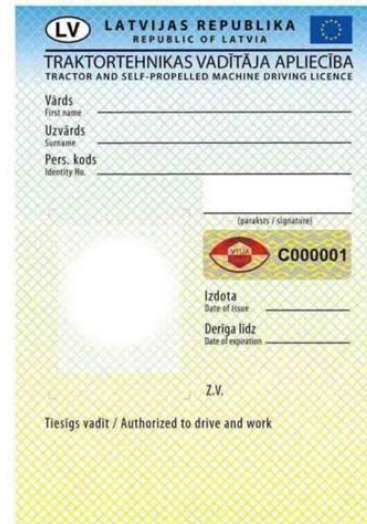 LV LATVIJAS REPUBLIKA
REPUBLIC OF LATVIA
TRAKTORTEHNIKAS VADĪTĀJA APLIECĪBA
TRACTOR AND SELF-PROPELLED MACHINE DRIVING LICENCE
Vārds
First name
Uzvārds
Surname
Pers. kods
Identity No.
(paraksts / signature)
C000001
Izdota
Date of issue
Derīga līdz
Date of expiration
Z.V.
Tiesīgs vadīt / Authorized to drive and work